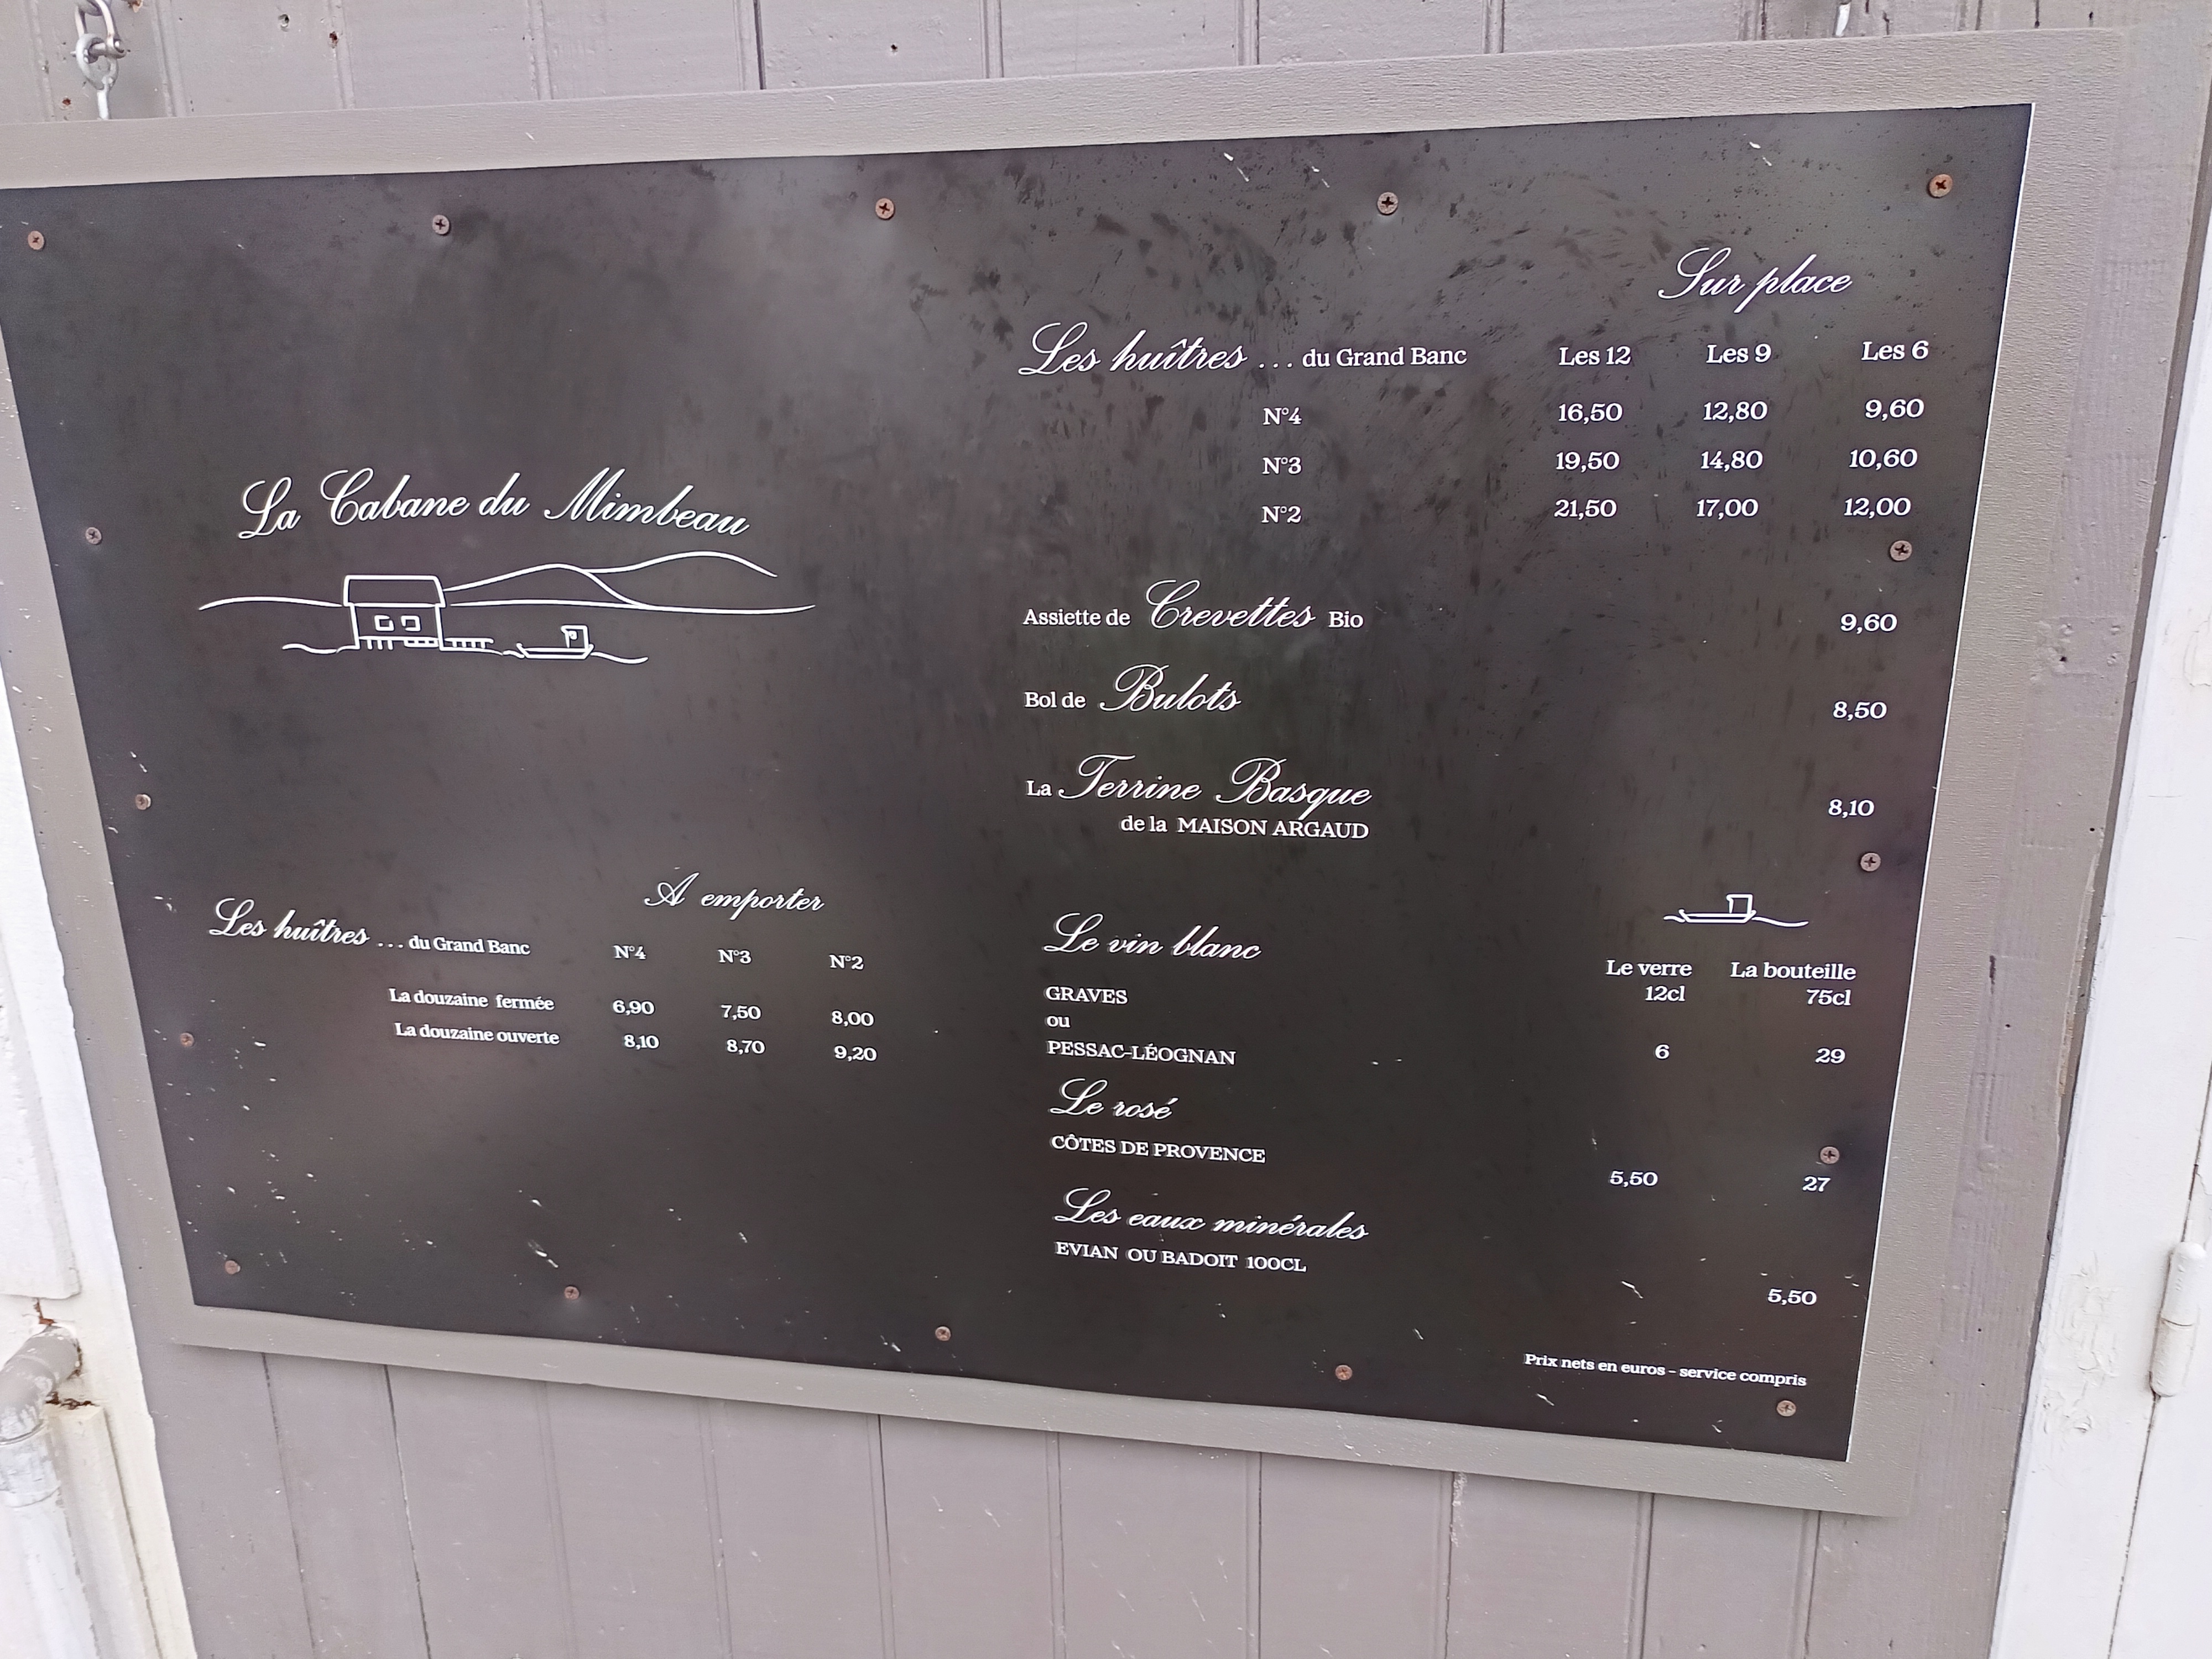 La Cabane du Mimbeau
A emporter
Les huîtres ... du Grand Banc N°4 N°3 N°2
La douzaine fermée 6,90 7,50 8,00
La douzaine ouverte 8,10 8,70 9,20
Sur place
Les huîtres ... du Grand Banc Les 12 Les 9 Les 6
N°4 16,50 12,80 9,60
N°3 19,50 14,80 10,60
N°2 21,50 17,00 12,00
Assiette de Crevettes Bio 9,60
Bol de Bulots 8,50
La Terrine Basque 8,10
de la MAISON ARGAUD
Le vin blanc Le verre La bouteille
12cl 75cl
GRAVES
ou
PESSAC-LÉOGNAN 6 29
Le rosé
CÔTES DE PROVENCE 5,50 27
Les eaux minérales
EVIAN OU BADOIT 100CL 5,50
Prix nets en euros - service compris